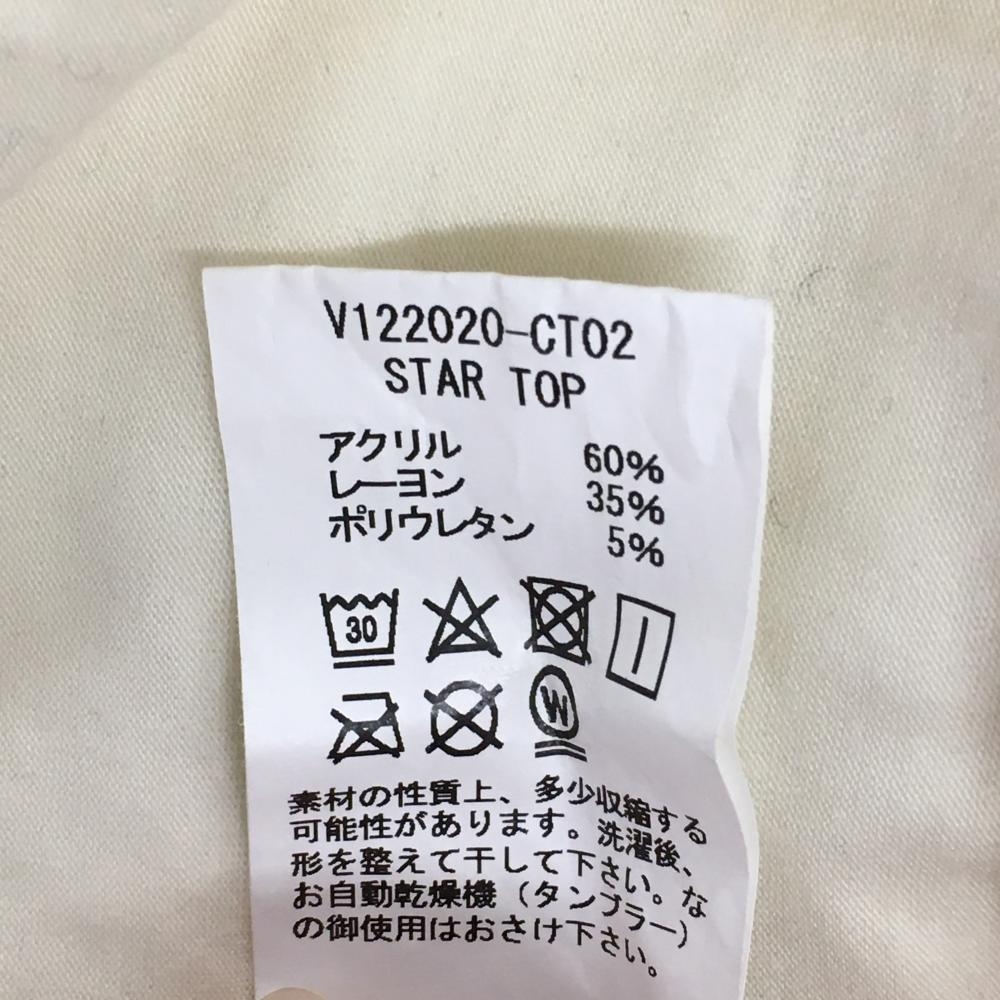 V122020-CT02
STAR TOP
アクリル 60%
レーヨン 35%
ポリウレタン 5%
30
W
素材の性質上、多少収縮する
可能性があります。洗濯後、
形を整えて干して下さい。な
お自動乾燥機（タンブラー）
の御使用はおさけ下さい。